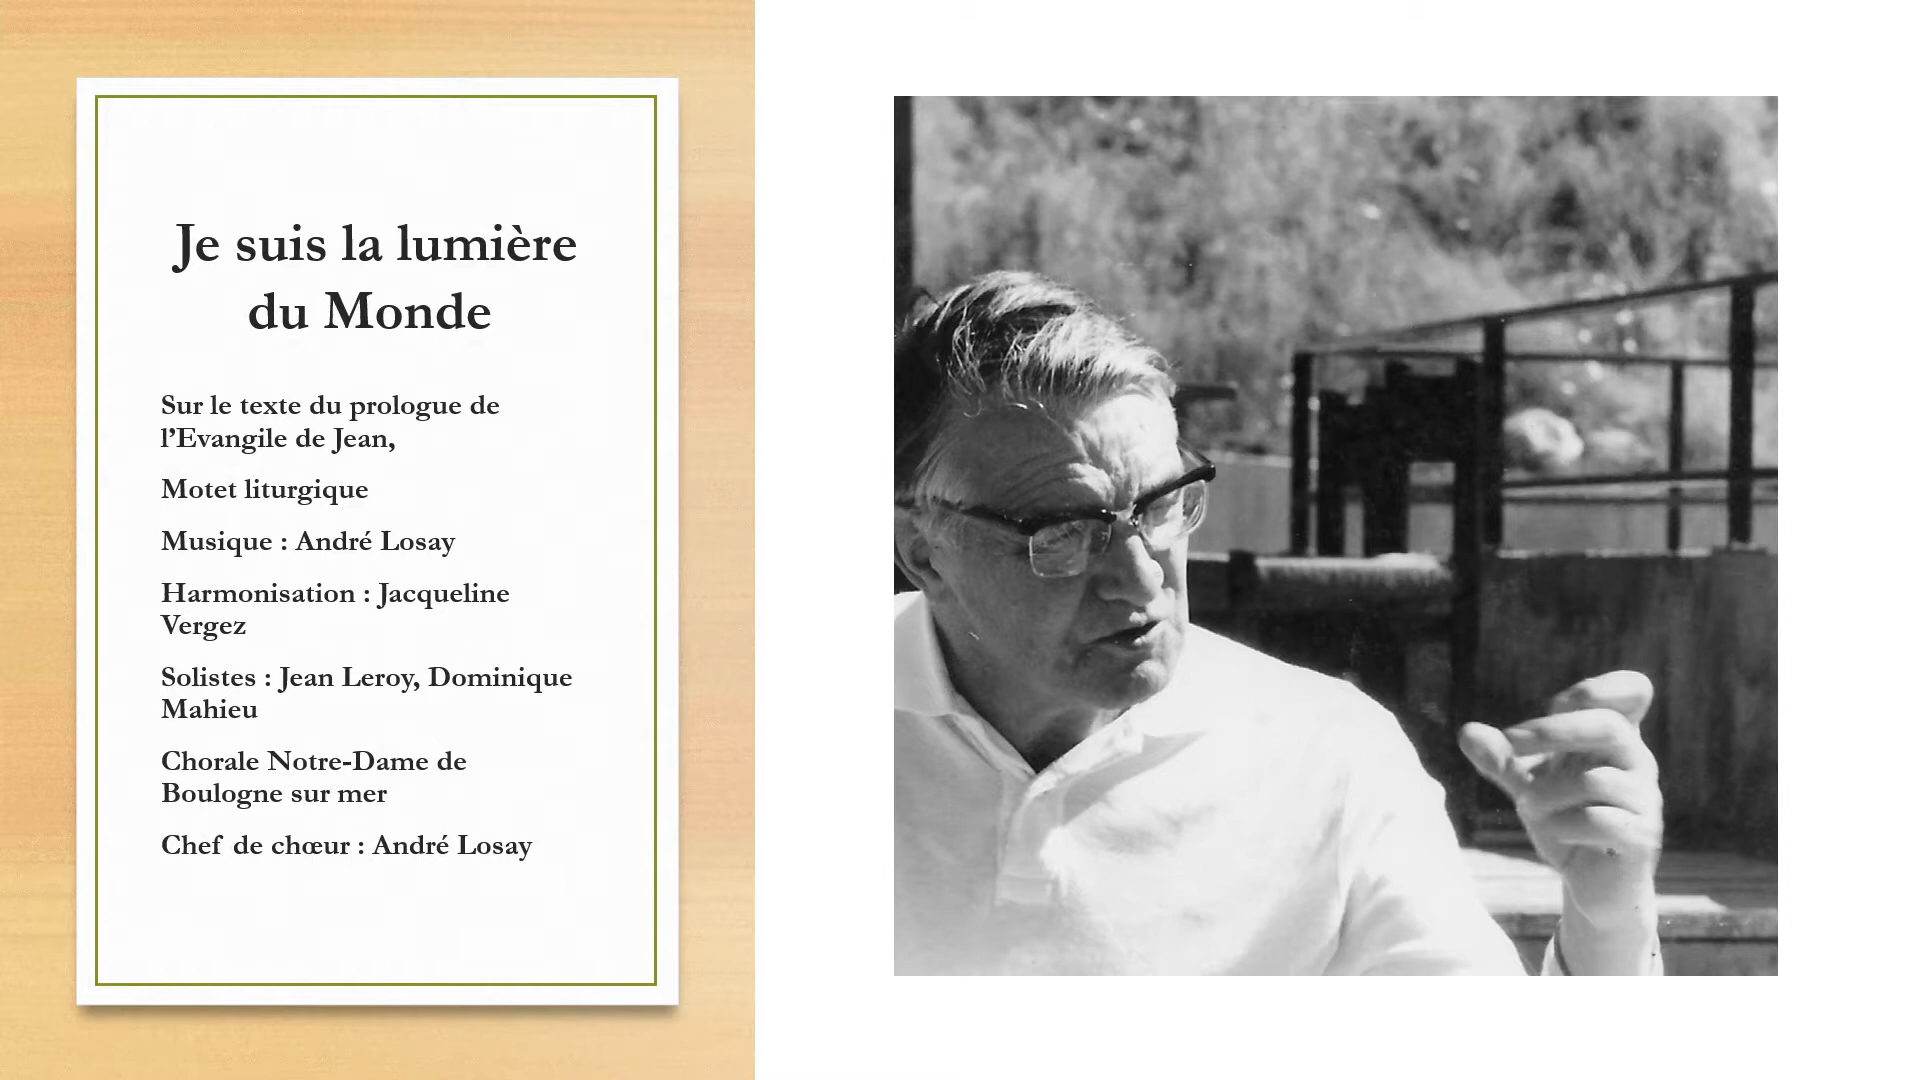 Je suis la lumière
du Monde
Sur le texte du prologue de
l’Evangile de Jean,
Motet liturgique
Musique : André Losay
Harmonisation : Jacqueline
Vergez
Solistes : Jean Leroy, Dominique
Mahieu
Chorale Notre-Dame de
Boulogne sur mer
Chef de chœur : André Losay